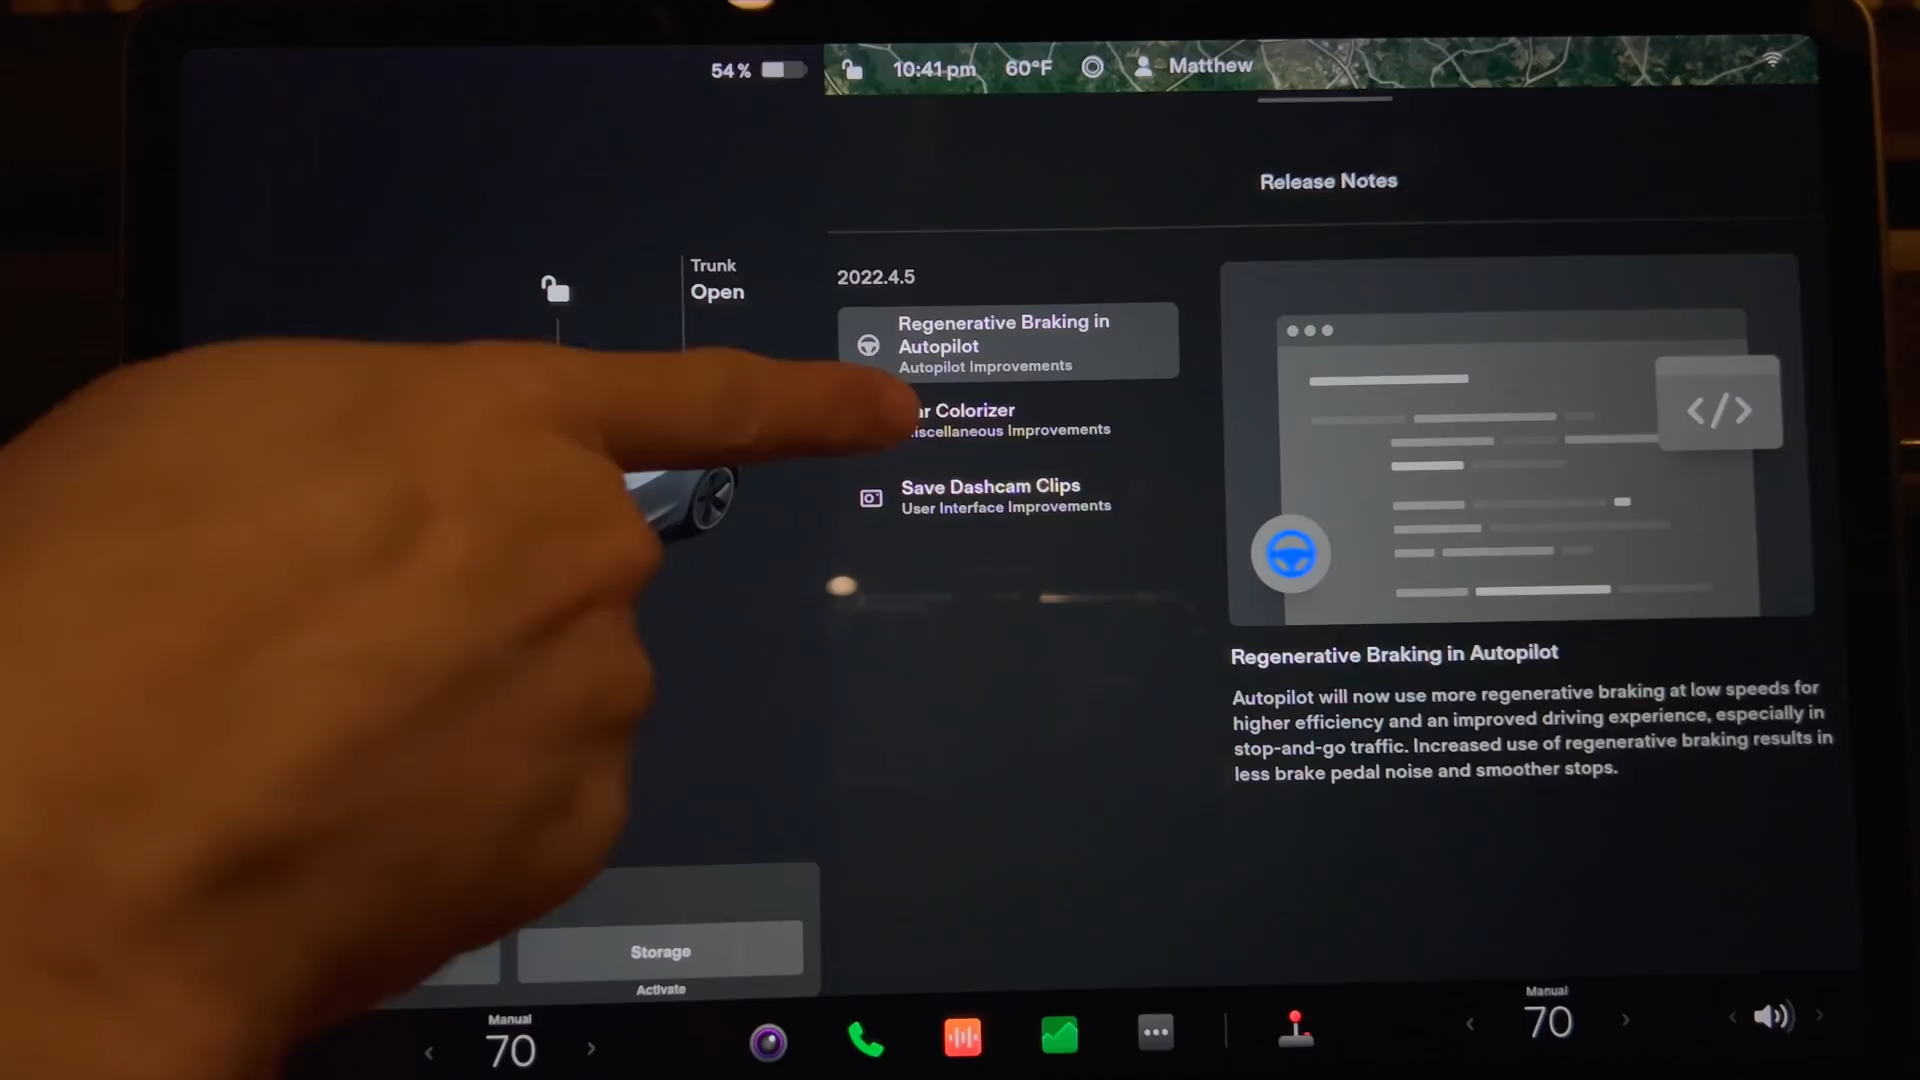 54%
10:41 pm 60°F Matthew
Release Notes
Trunk
Open
2022.4.5
Regenerative Braking in
Autopilot
Autopilot Improvements
Colorizer
Improvements
Save Dashcam Clips
User Interface Improvements
</>
Regenerative Braking in Autopilot
Autopilot will now use more regenerative braking at low speeds for
higher efficiency and an improved driving experience, especially in
stop-and-go traffic. Increased use of regenerative braking results in
less brake pedal noise and smoother stops.
Storage
Activate
Manual
70
Manual
70